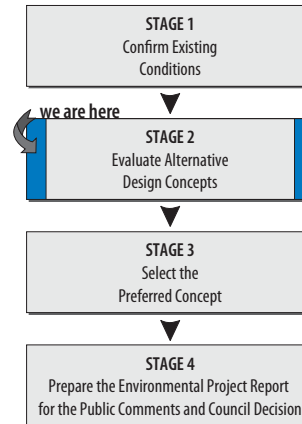 STAGE 1
Confirm Existing
Conditions
we are here
STAGE 2
Evaluate Alternative
Design Concepts
STAGE 3
Select the
Preferred Concept
STAGE 4
Prepare the Environmental Project Report
for the Public Comments and Council Decision